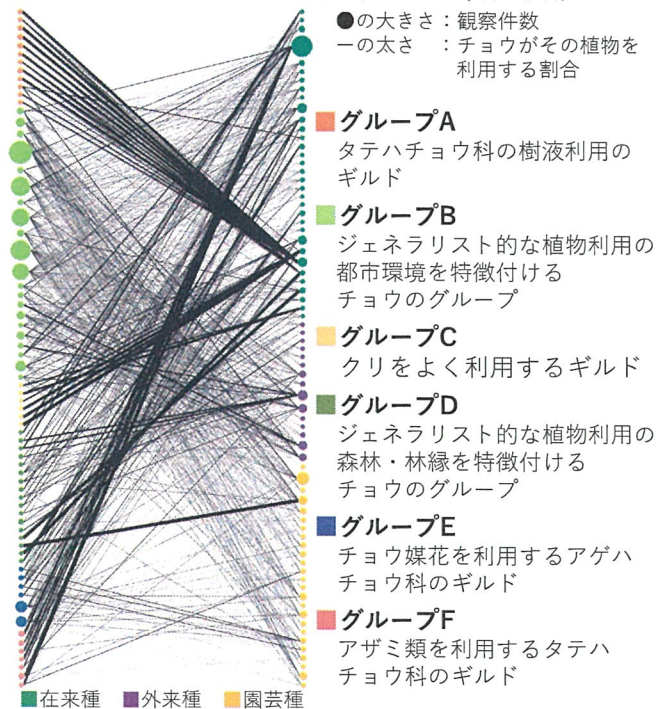 ●の大きさ：観察件数
ーの太さ　：チョウがその植物を
利用する割合
グループA
タテハチョウ科の樹液利用の
ギルド
グループB
ジェネラリスト的な植物利用の
都市環境を特徴付ける
チョウのグループ
グループC
クリをよく利用するギルド
グループD
ジェネラリスト的な植物利用の
森林・林縁を特徴付ける
チョウのグループ
グループE
チョウ媒花を利用するアゲハ
チョウ科のギルド
グループF
アザミ類を利用するタテハ
チョウ科のギルド
在来種 外来種 園芸種